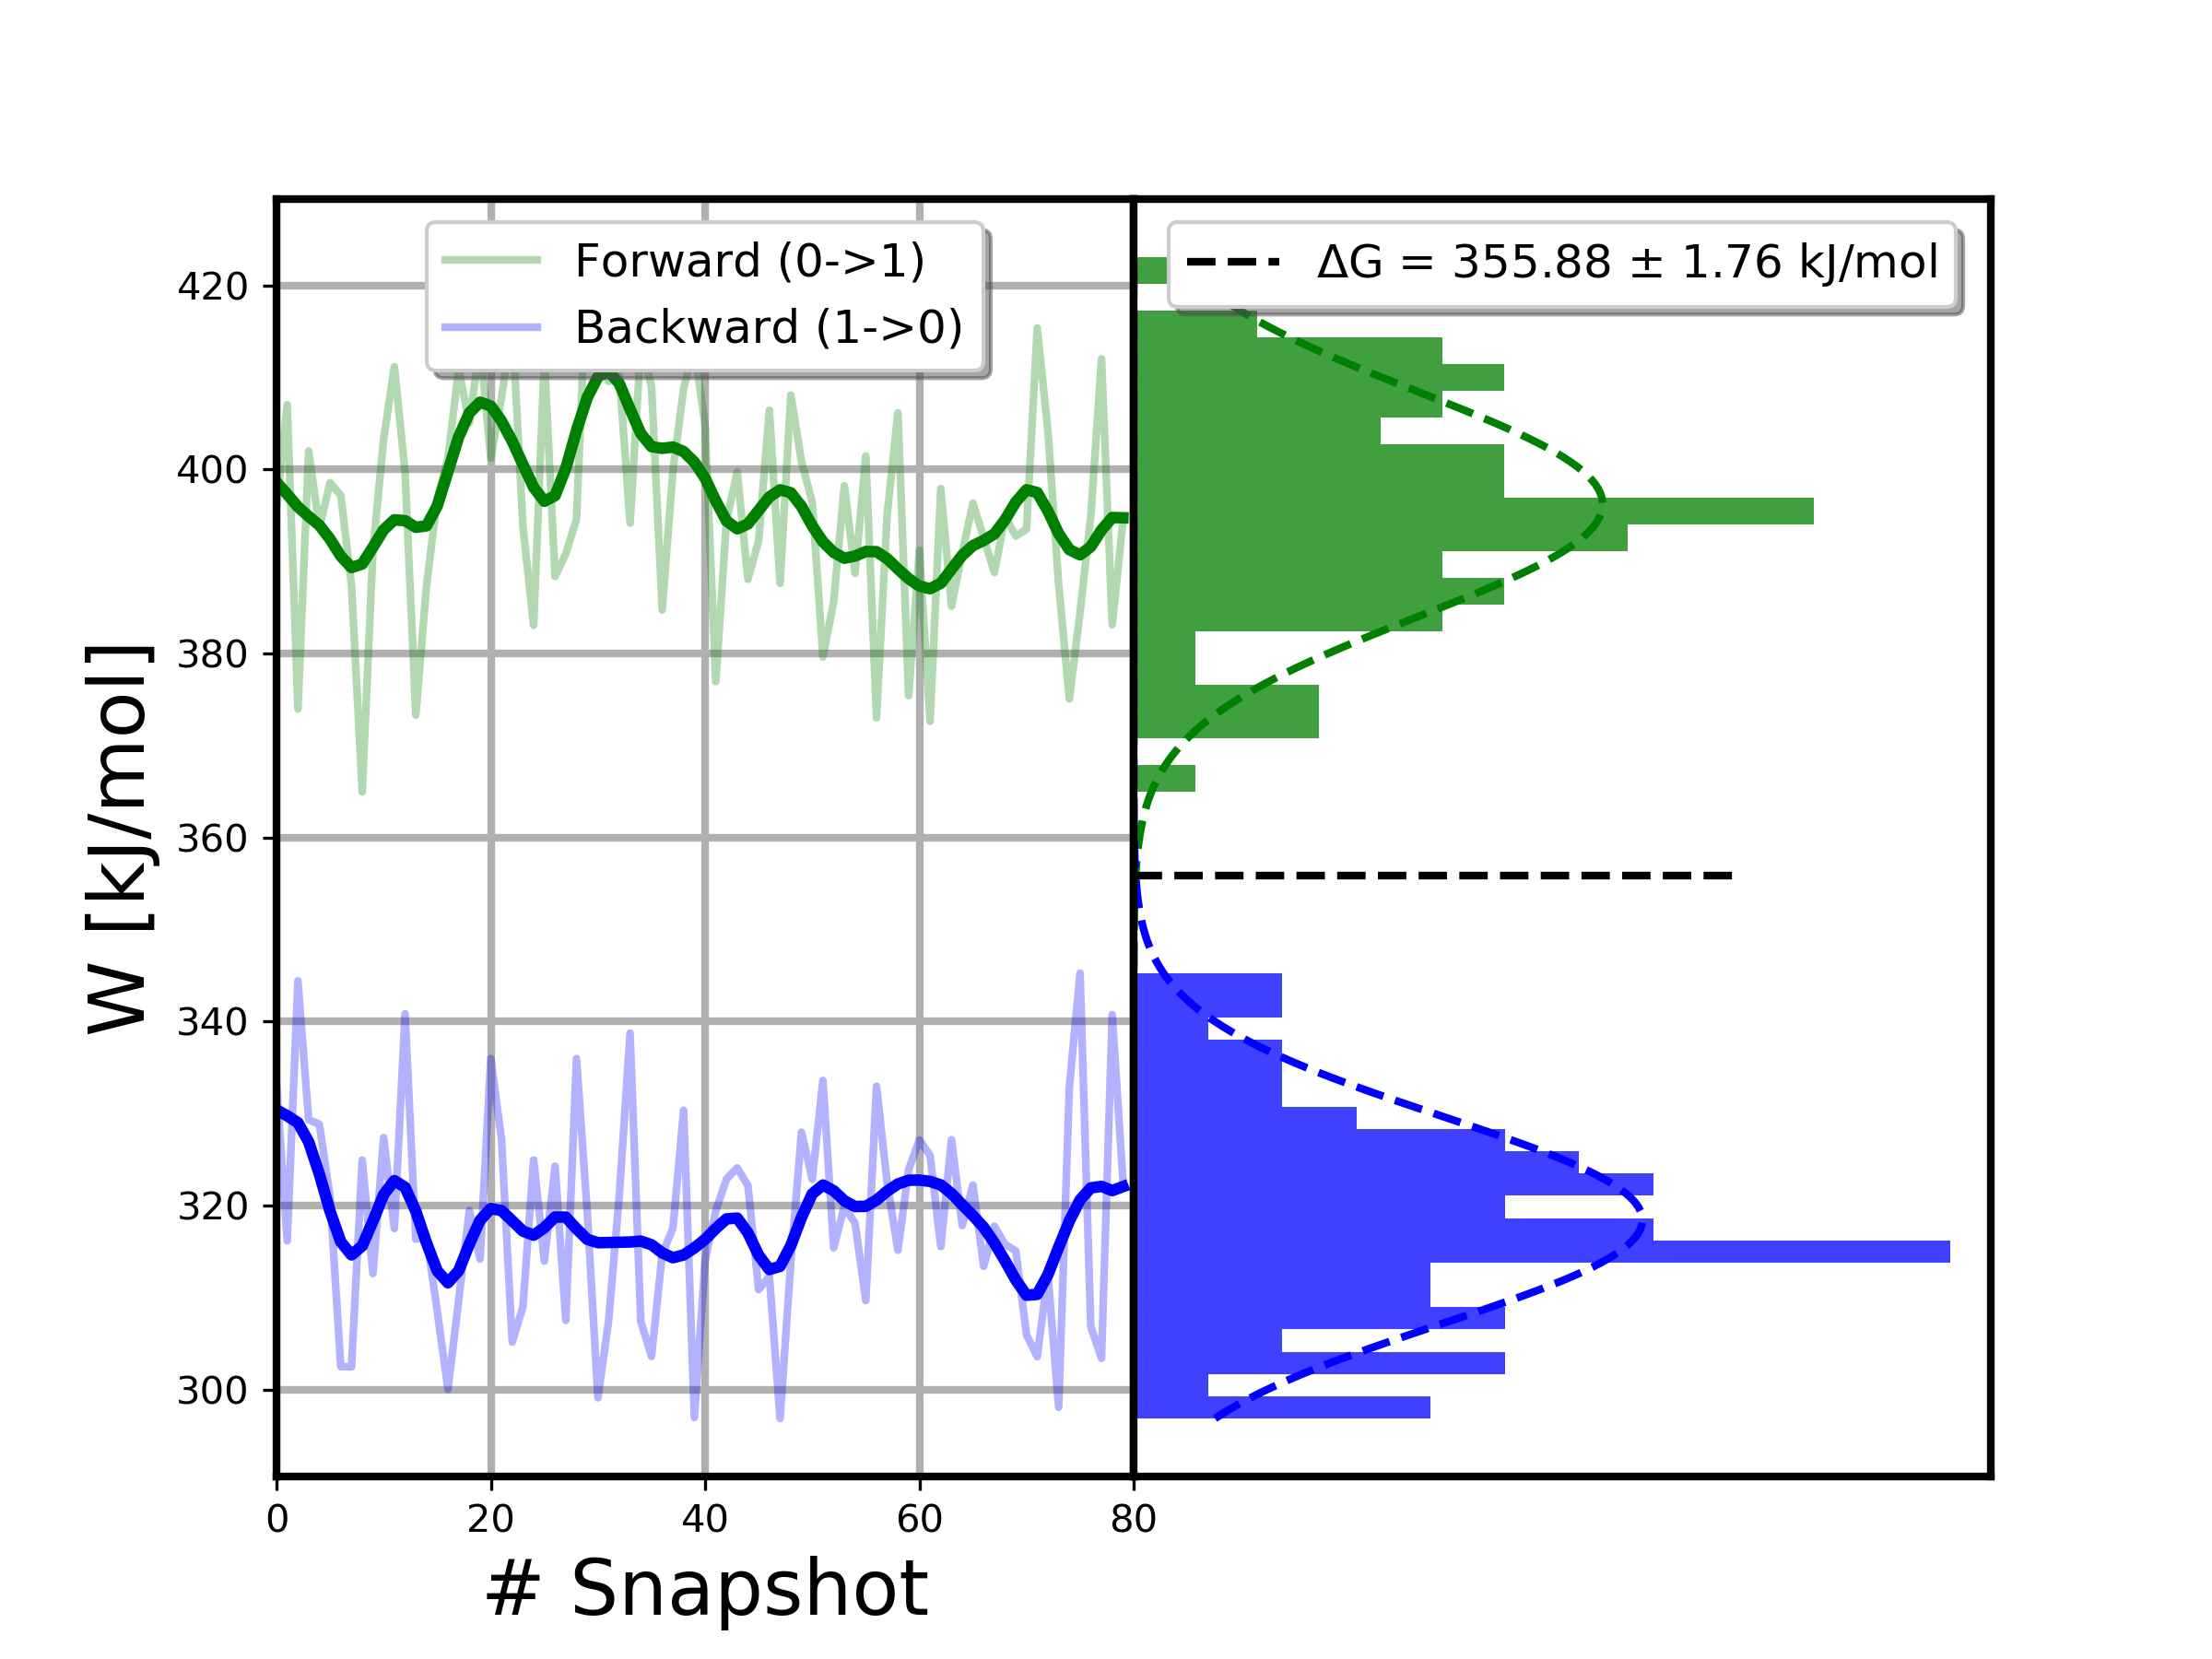 Forward (0->1)
Backward (1->0)
ΔG = 355.88 ± 1.76 kJ/mol
420
400
380
360
340
320
300
W [kJ/mol]
0 20 40 60 80
# Snapshot